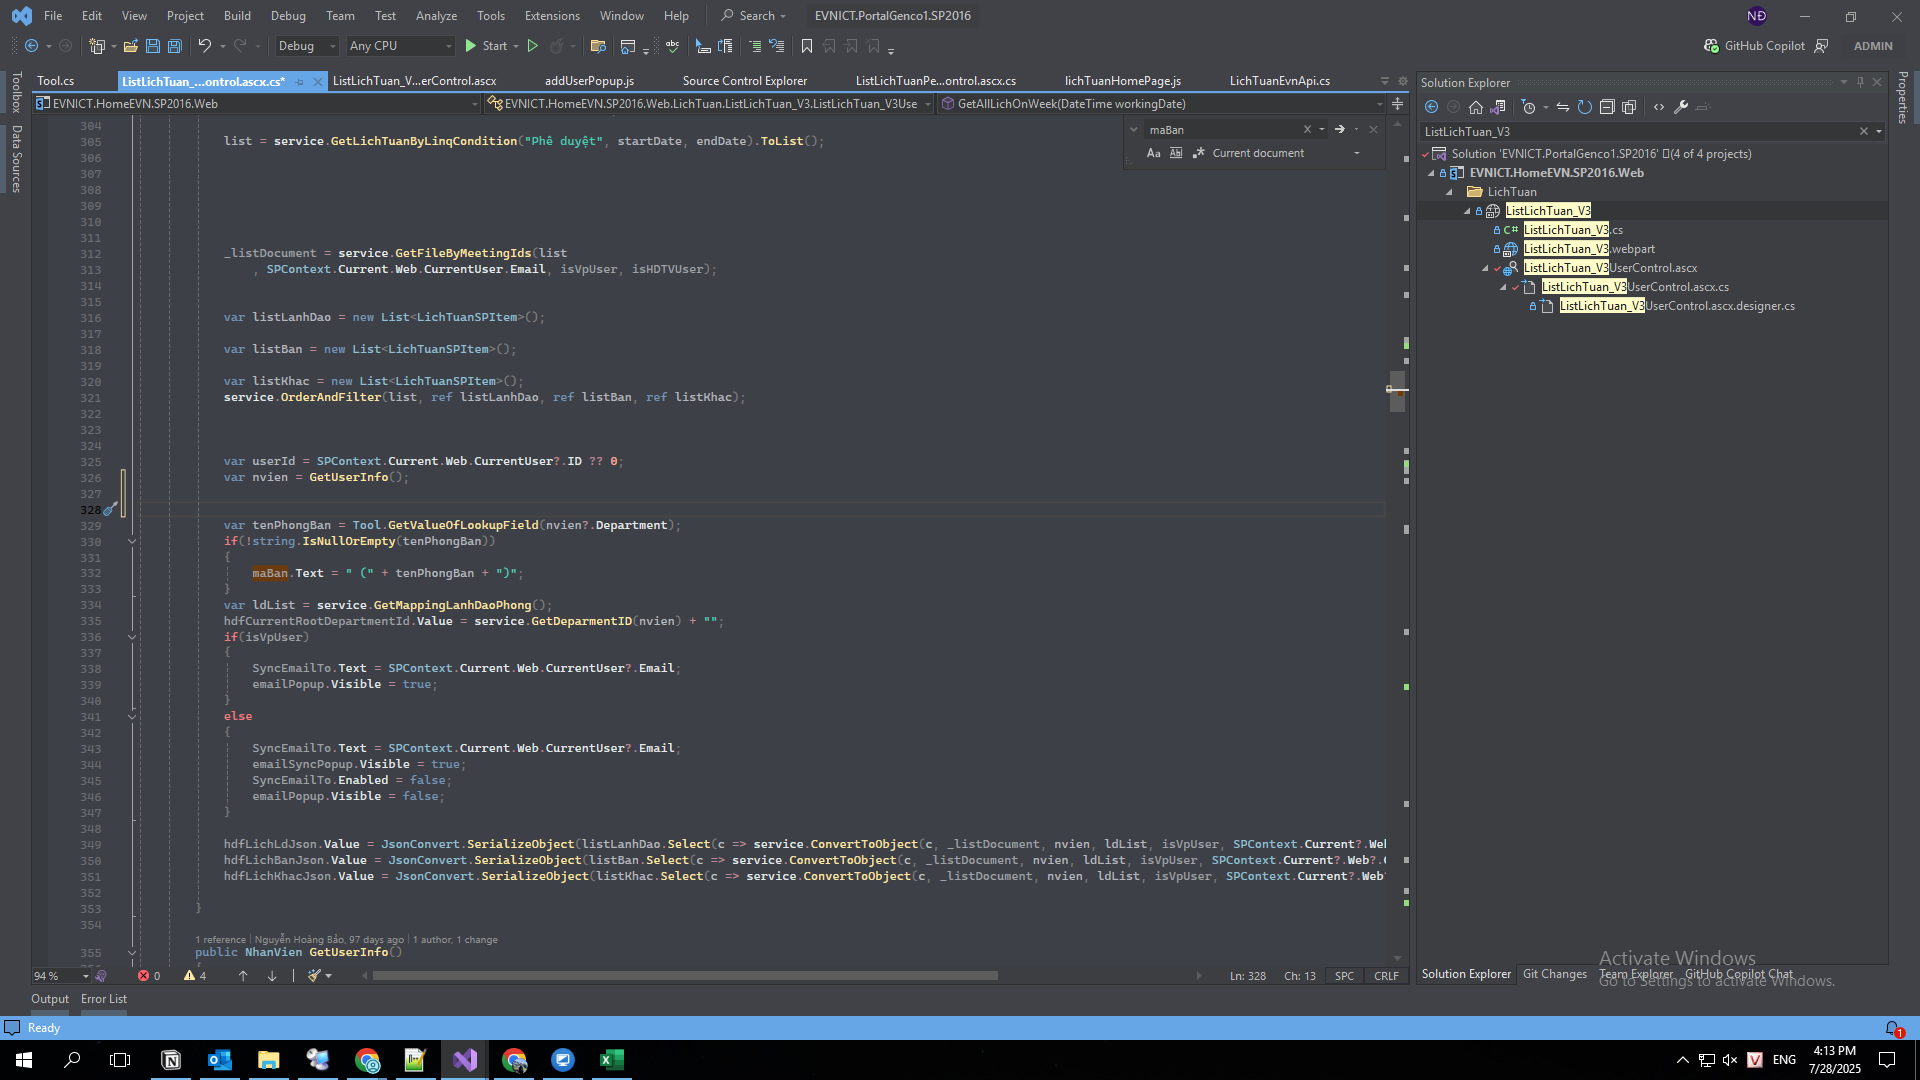 File Edit View Project Build Debug Team Test Analyze Tools Extensions Window Help Search EVNICT.PortalGenco1.SP2016 NĐ
Debug Any CPU Start GitHub Copilot ADMIN
Toolbox
Data Sources
Properties
Tool.cs ListLichTuan_...ontrol.ascx.cs* ListLichTuan_V...erControl.ascx addUserPopup.js Source Control Explorer ListLichTuanPe...ontrol.ascx.cs lichTuanHomePage.js LichTuanEvnApi.cs
EVNICT.HomeEVN.SP2016.Web EVNICT.HomeEVN.SP2016.Web.LichTuan.ListLichTuan_V3.ListLichTuan_V3Use GetAllLichOnWeek(DateTime workingDate)
maBan
Aa Ab Current document
304
305 list = service.GetLichTuanByLinqCondition("Phê duyệt", startDate, endDate).ToList();
306
307
308
309
310
311
312 _listDocument = service.GetFileByMeetingIds(list
313 , SPContext.Current.Web.CurrentUser.Email, isVpUser, isHDTVUser);
314
315
316 var listLanhDao = new List<LichTuanSPItem>();
317
318 var listBan = new List<LichTuanSPItem>();
319
320 var listKhac = new List<LichTuanSPItem>();
321 service.OrderAndFilter(list, ref listLanhDao, ref listBan, ref listKhac);
322
323
324
325 var userId = SPContext.Current.Web.CurrentUser?.ID ?? 0;
326 var nvien = GetUserInfo();
327
328
329 var tenPhongBan = Tool.GetValueOfLookupField(nvien?.Department);
330 if(!string.IsNullOrEmpty(tenPhongBan))
331 {
332 maBan.Text = " (" + tenPhongBan + ")";
333 }
334 var ldList = service.GetMappingLanhDaoPhong();
335 hdfCurrentRootDepartmentId.Value = service.GetDeparmentID(nvien) + "";
336 if(isVpUser)
337 {
338 SyncEmailTo.Text = SPContext.Current.Web.CurrentUser?.Email;
339 emailPopup.Visible = true;
340 }
341 else
342 {
343 SyncEmailTo.Text = SPContext.Current.Web.CurrentUser?.Email;
344 emailSyncPopup.Visible = true;
345 SyncEmailTo.Enabled = false;
346 emailPopup.Visible = false;
347 }
348
349 hdfLichLdJson.Value = JsonConvert.SerializeObject(listLanhDao.Select(c => service.ConvertToObject(c, _listDocument, nvien, ldList, isVpUser, SPContext.Current?.Wel
350 hdfLichBanJson.Value = JsonConvert.SerializeObject(listBan.Select(c => service.ConvertToObject(c, _listDocument, nvien, ldList, isVpUser, SPContext.Current?.Web?.
351 hdfLichKhacJson.Value = JsonConvert.SerializeObject(listKhac.Select(c => service.ConvertToObject(c, _listDocument, nvien, ldList, isVpUser, SPContext.Current?.Web
352
353 }
354
1 reference | Nguyễn Hoàng Bảo, 97 days ago | 1 author, 1 change
355 public NhanVien GetUserInfo()
94 % 0 4 Ln: 328 Ch: 13 SPC CRLF
Solution Explorer
ListLichTuan_V3
Solution 'EVNICT.PortalGenco1.SP2016' (4 of 4 projects)
EVNICT.HomeEVN.SP2016.Web
LichTuan
ListLichTuan_V3
C# ListLichTuan_V3.cs
ListLichTuan_V3.webpart
ListLichTuan_V3UserControl.ascx
ListLichTuan_V3UserControl.ascx.cs
ListLichTuan_V3UserControl.ascx.designer.cs
Activate Windows
Go to Settings to activate Windows.
Solution Explorer Git Changes Team Explorer GitHub Copilot Chat
Output Error List
Ready 1
V ENG 4:13 PM
7/28/2025